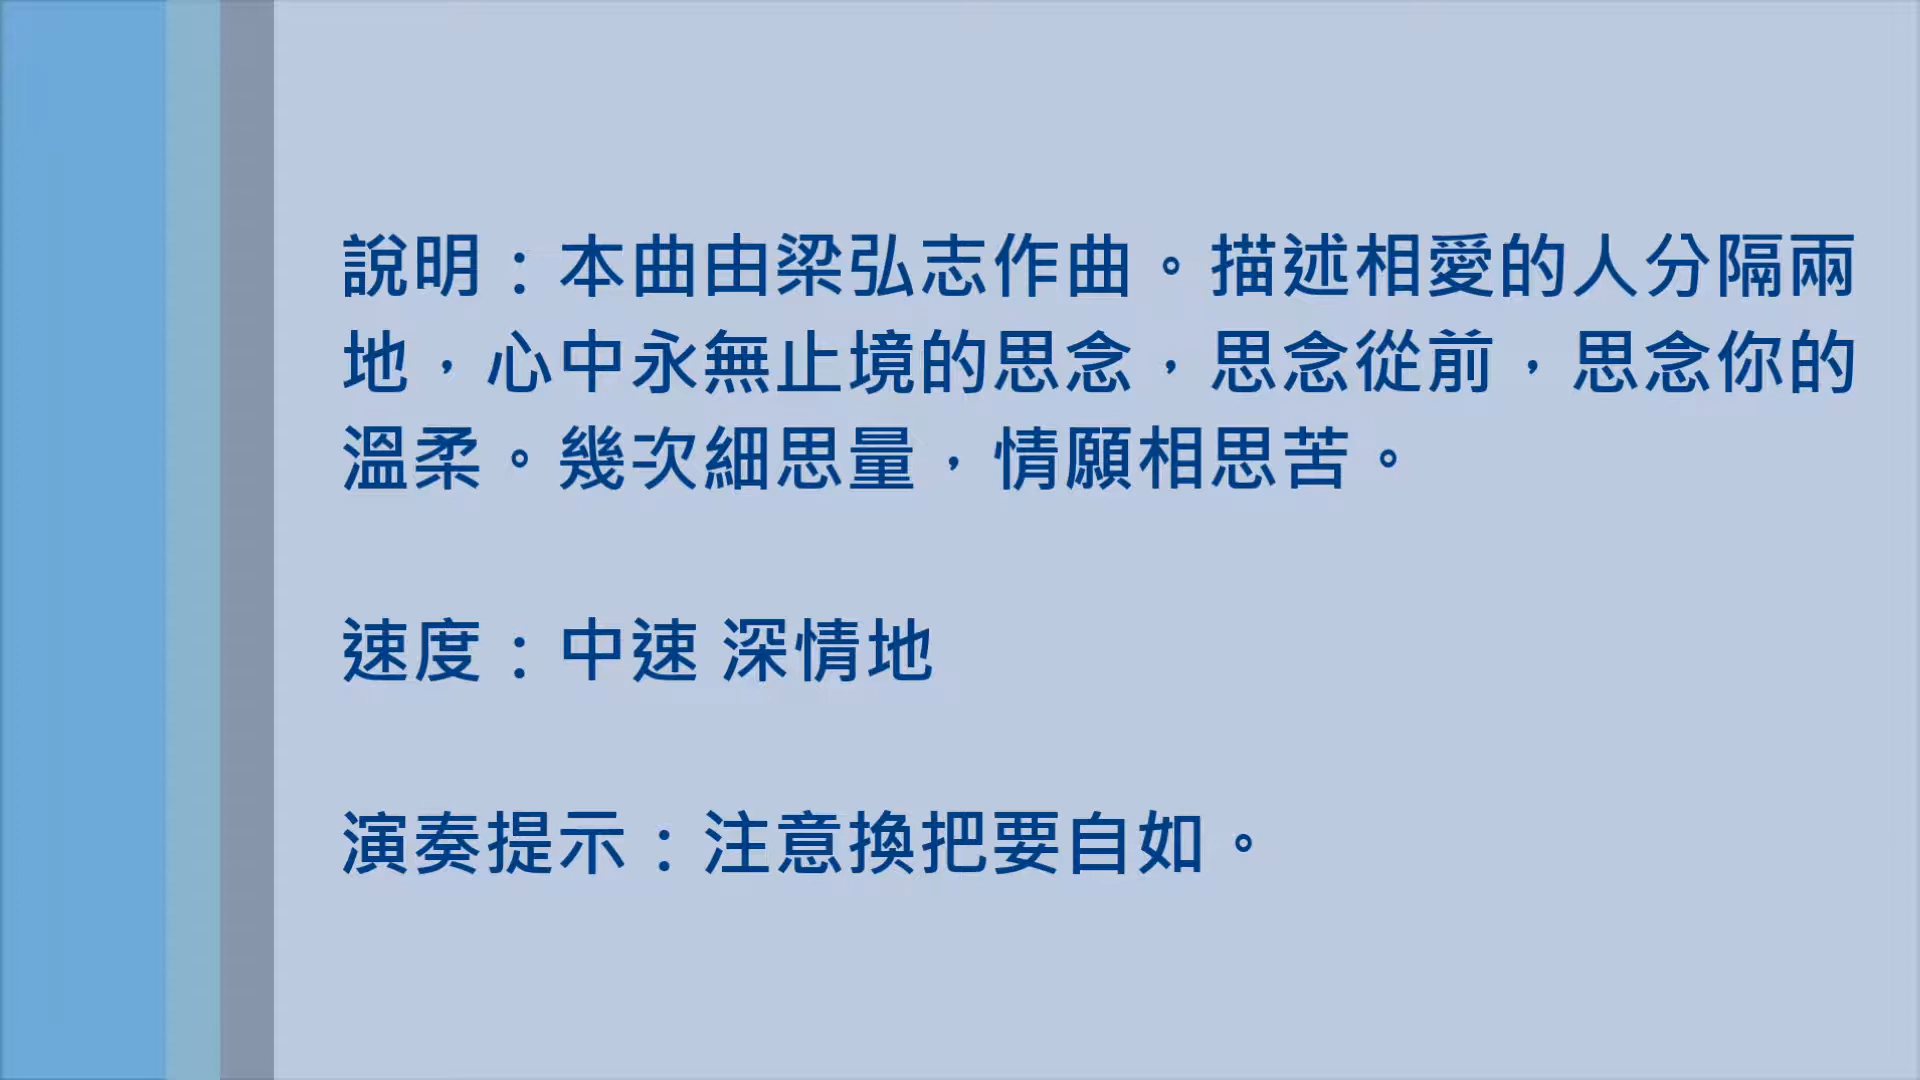 說明：本曲由梁弘志作曲。描述相愛的人分隔兩
地，心中永無止境的思念，思念從前，思念你的
溫柔。幾次細思量，情願相思苦。
速度：中速 深情地
演奏提示：注意換把要自如。